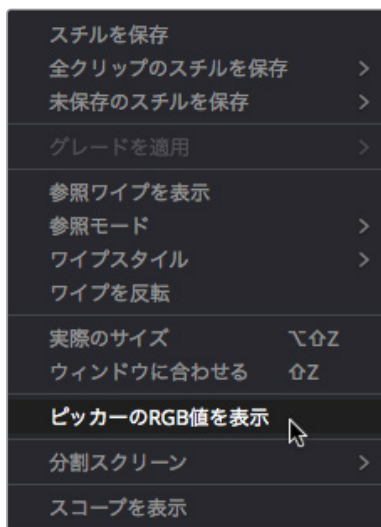 スチルを保存
全クリップのスチルを保存 >
未保存のスチルを保存 >
グレードを適用 >
参照ワイプを表示
参照モード >
ワイプスタイル >
ワイプを反転
実際のサイズ ⌥⇧Z
ウィンドウに合わせる ⇧Z
ピッカーのRGB値を表示
分割スクリーン >
スコープを表示